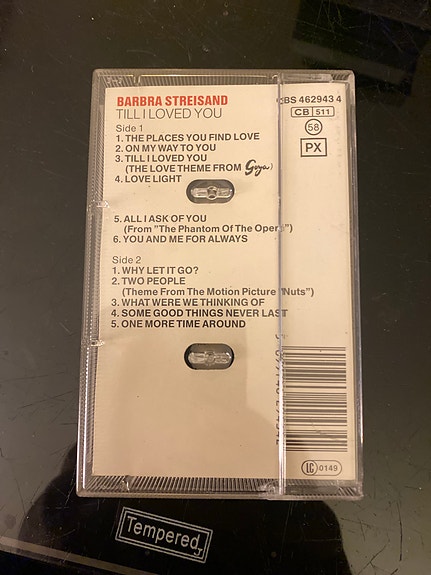 BARBRA STREISAND
TILL I LOVED YOU
Side 1
1. THE PLACES YOU FIND LOVE
2. ON MY WAY TO YOU
3. TILL I LOVED YOU
(THE LOVE THEME FROM Goya)
4. LOVE LIGHT
5. ALL I ASK OF YOU
(From "The Phantom Of The Opera")
6. YOU AND ME FOR ALWAYS
Side 2
1. WHY LET IT GO?
2. TWO PEOPLE
(Theme From The Motion Picture "Nuts")
3. WHAT WERE WE THINKING OF
4. SOME GOOD THINGS NEVER LAST
5. ONE MORE TIME AROUND
CBS 462943 4
CB 511
58
PX
LC 0149
Tempered